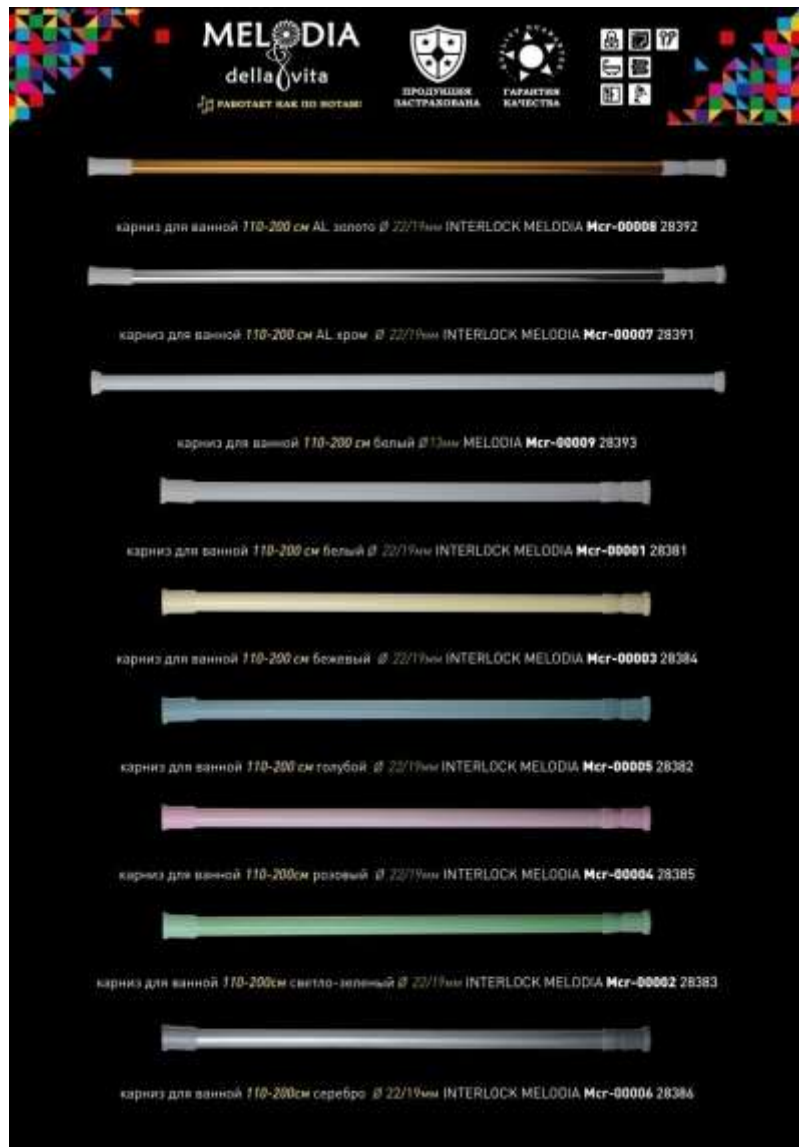 MELODIA
della vita
РАБОТАЕТ КАК ПО НОТАМ!
ПРОДУКЦИЯ
ЗАСТРАХОВАНА
ГАРАНТИЯ
КАЧЕСТВА
карниз для ванной 110-200 см AL золото Ø 22/19мм INTERLOCK MELODIA Mcr-00008 28392
карниз для ванной 110-200 см AL хром Ø 22/19мм INTERLOCK MELODIA Mcr-00007 28391
карниз для ванной 110-200 см белый Ø13мм MELODIA Mcr-00009 28393
карниз для ванной 110-200 см белый Ø 22/19мм INTERLOCK MELODIA Mcr-00001 28381
карниз для ванной 110-200 см бежевый Ø 22/19мм INTERLOCK MELODIA Mcr-00003 28384
карниз для ванной 110-200 см голубой Ø 22/19мм INTERLOCK MELODIA Mcr-00005 28382
карниз для ванной 110-200см розовый Ø 22/19мм INTERLOCK MELODIA Mcr-00004 28385
карниз для ванной 110-200см светло-зеленый Ø 22/19мм INTERLOCK MELODIA Mcr-00002 28383
карниз для ванной 110-200см серебро Ø 22/19мм INTERLOCK MELODIA Mcr-00006 28386